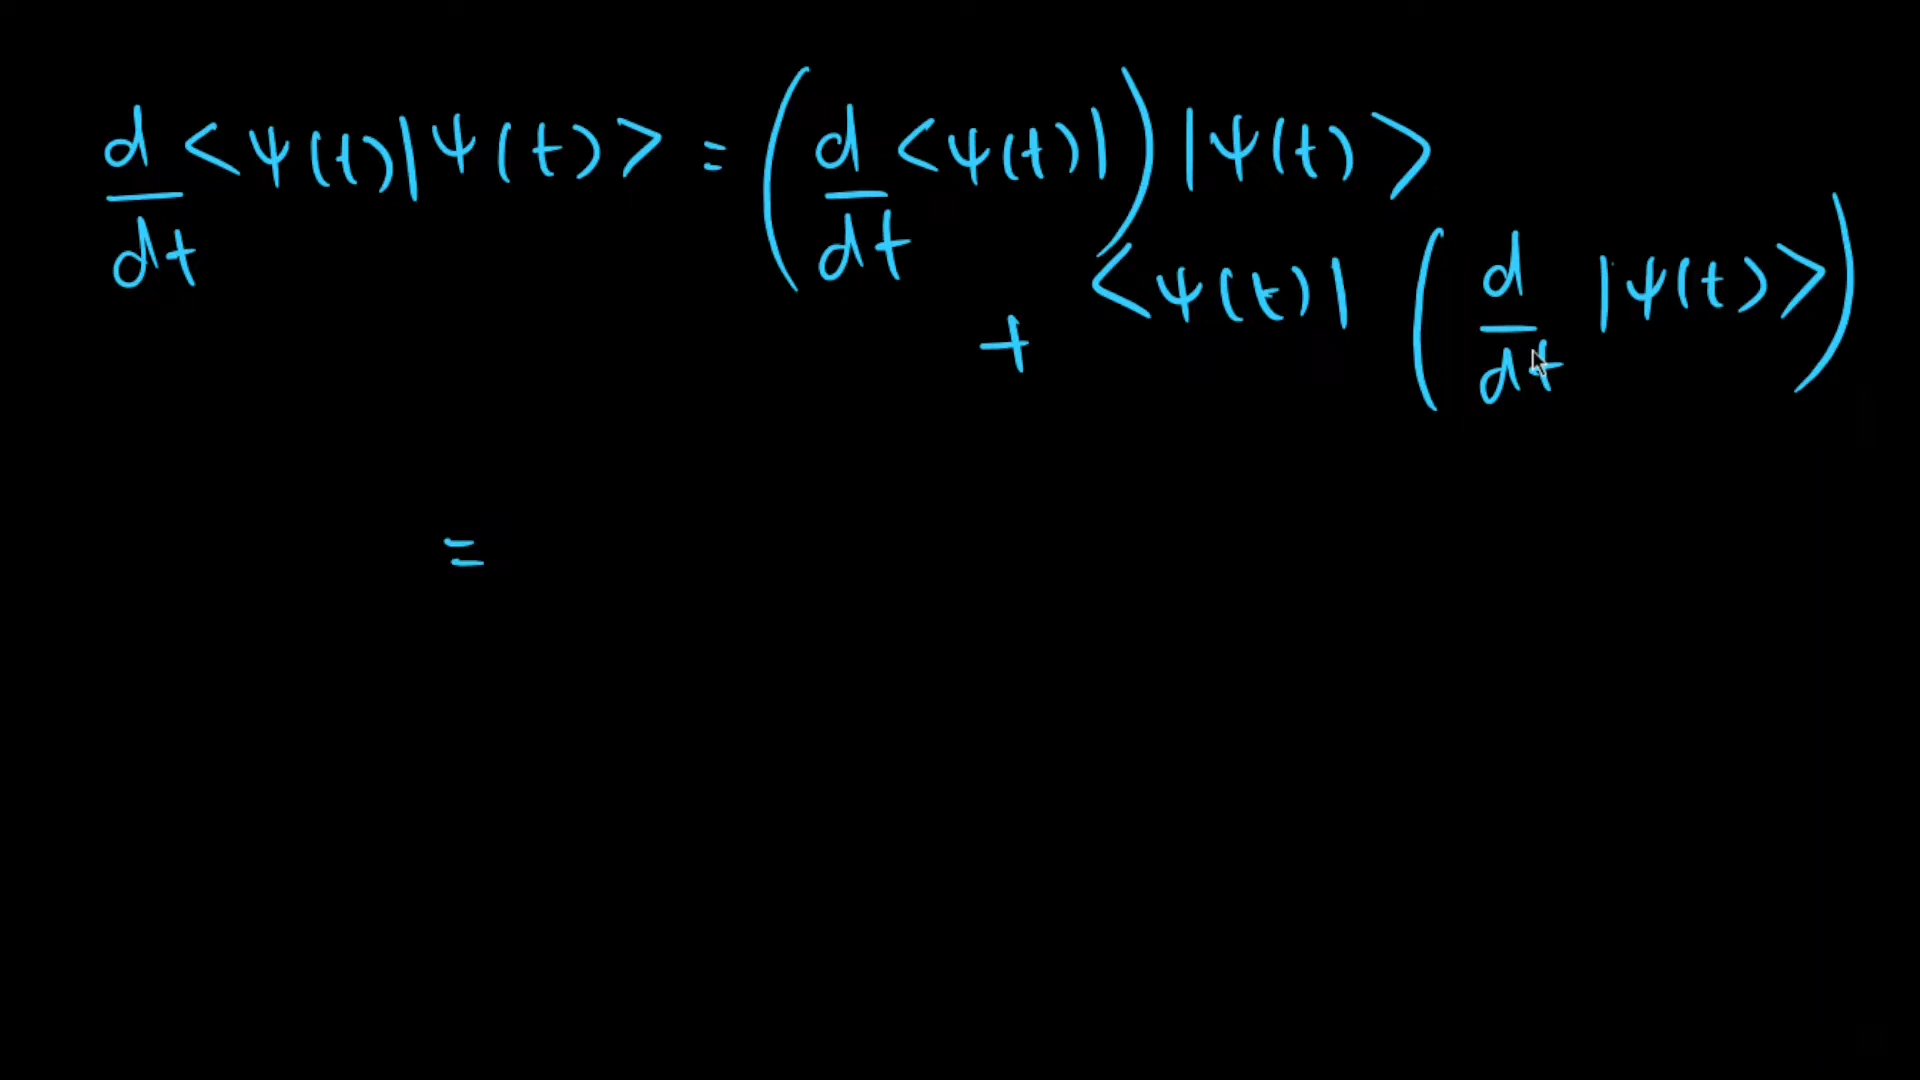 d/dt <ψ(t)|ψ(t)> = (d/dt <ψ(t)|) |ψ(t)>
+ <ψ(t)| (d/dt |ψ(t)>)
=